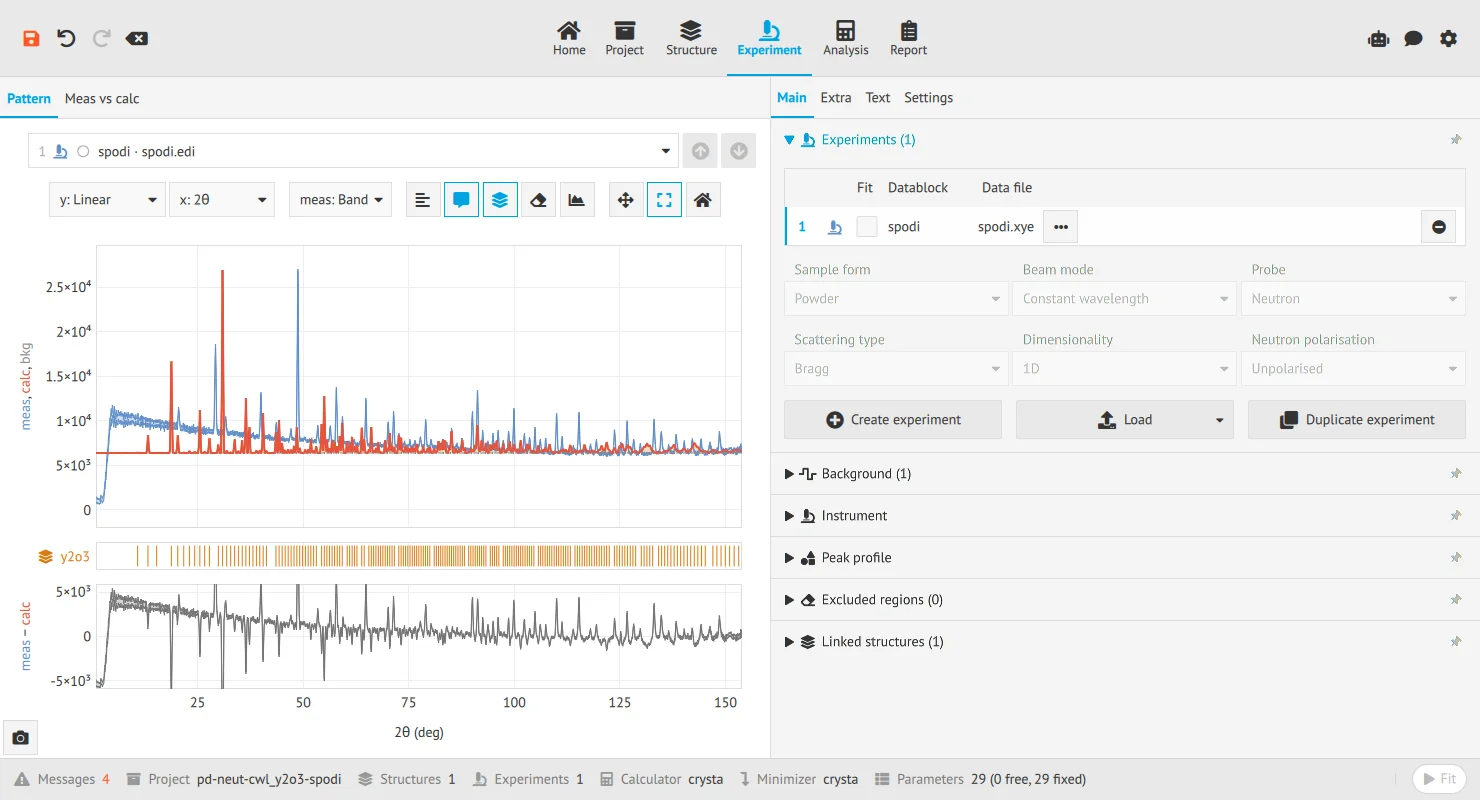 Home Project Structure Experiment Analysis Report
Pattern Meas vs calc
Main Extra Text Settings
1 spodi · spodi.edi
y: Linear x: 2θ meas: Band
meas, calc, bkg
2.5×10⁴
2×10⁴
1.5×10⁴
1×10⁴
5×10³
0
y2o3
meas − calc
5×10³
0
-5×10³
25 50 75 100 125 150
2θ (deg)
Experiments (1)
Fit Datablock Data file
1 spodi spodi.xye •••
Sample form Beam mode Probe
Powder Constant wavelength Neutron
Scattering type Dimensionality Neutron polarisation
Bragg 1D Unpolarised
Create experiment Load Duplicate experiment
Background (1)
Instrument
Peak profile
Excluded regions (0)
Linked structures (1)
Messages 4 Project pd-neut-cwl_y2o3-spodi Structures 1 Experiments 1 Calculator crysta Minimizer crysta Parameters 29 (0 free, 29 fixed) Fit